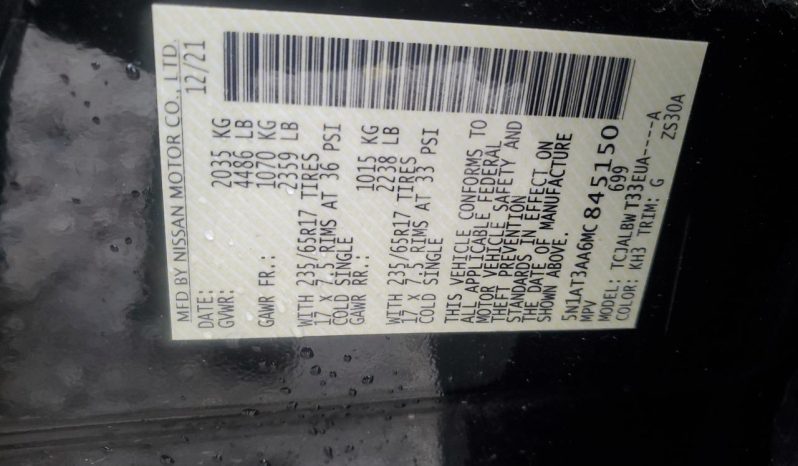 MFD BY NISSAN MOTOR CO., LTD.
DATE: 12/21
GVWR: 2035 KG
4486 LB
GAWR FR.: 1070 KG
2359 LB
WITH 235/65R17 TIRES
17 X 7.5 RIMS AT 36 PSI
COLD SINGLE
GAWR RR.: 1015 KG
2238 LB
WITH 235/65R17 TIRES
17 X 7.5 RIMS AT 33 PSI
COLD SINGLE
THIS VEHICLE CONFORMS TO
ALL APPLICABLE FEDERAL
MOTOR VEHICLE SAFETY AND
THEFT PREVENTION
STANDARDS IN EFFECT ON
THE DATE OF MANUFACTURE
SHOWN ABOVE.
5N1AT3AA6MC845150
MPV 699
MODEL: TCJALBWT33EUA-----A
COLOR: KH3 TRIM: G
ZS30A